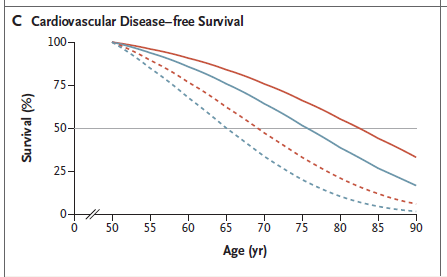 C Cardiovascular Disease–free Survival
100
75
50
25
0
Survival (%)
0 50 55 60 65 70 75 80 85 90
Age (yr)